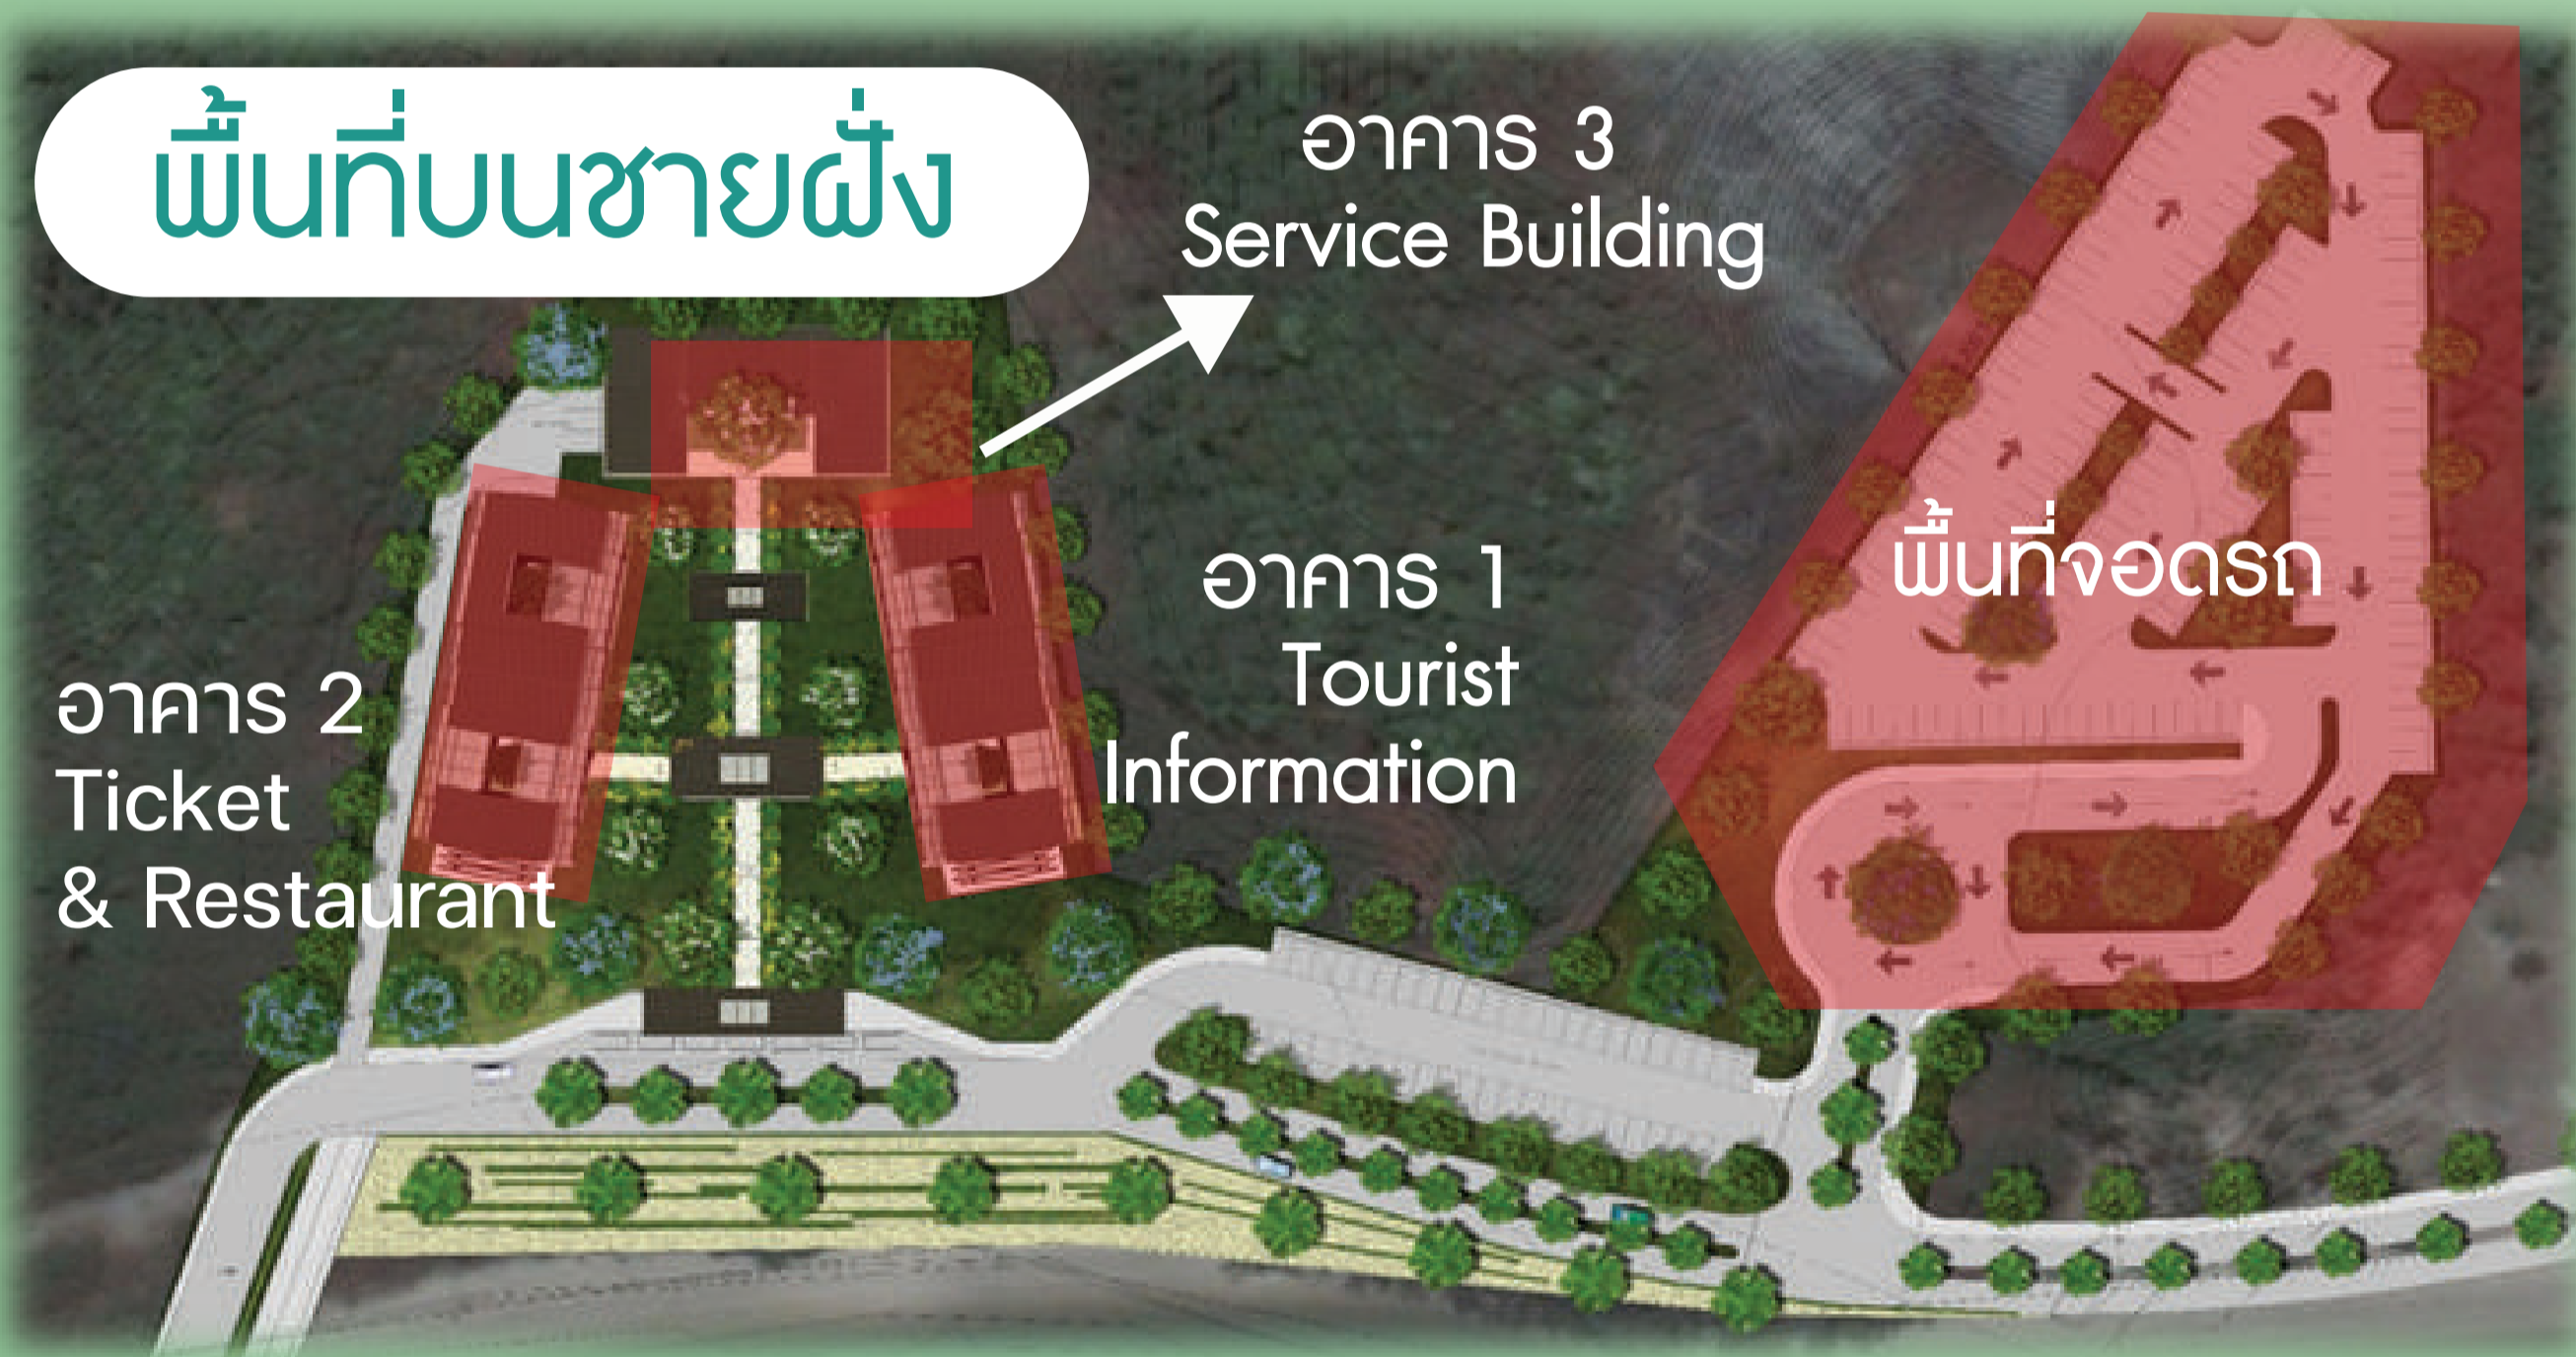 พื้นที่บนชายฝั่ง
อาคาร 3
Service Building
อาคาร 1
Tourist
Information
พื้นที่จอดรถ
อาคาร 2
Ticket
& Restaurant